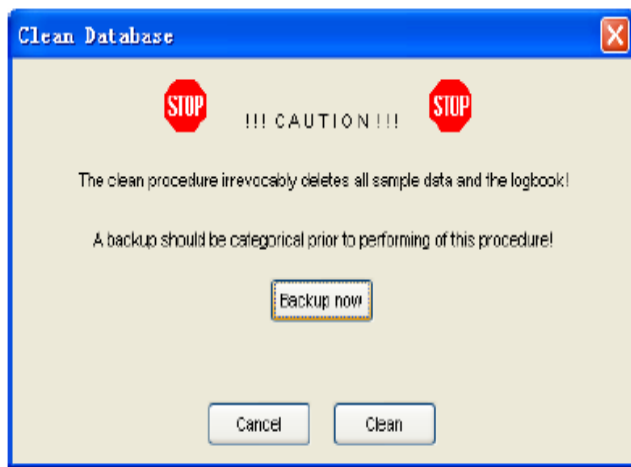 Clean Database
STOP !!! CAUTION!!! STOP
The clean procedure irrevocably deletes all sample data and the logbook!
A backup should be categorical prior to performing of this procedure!
Backup now
Cancel Clean